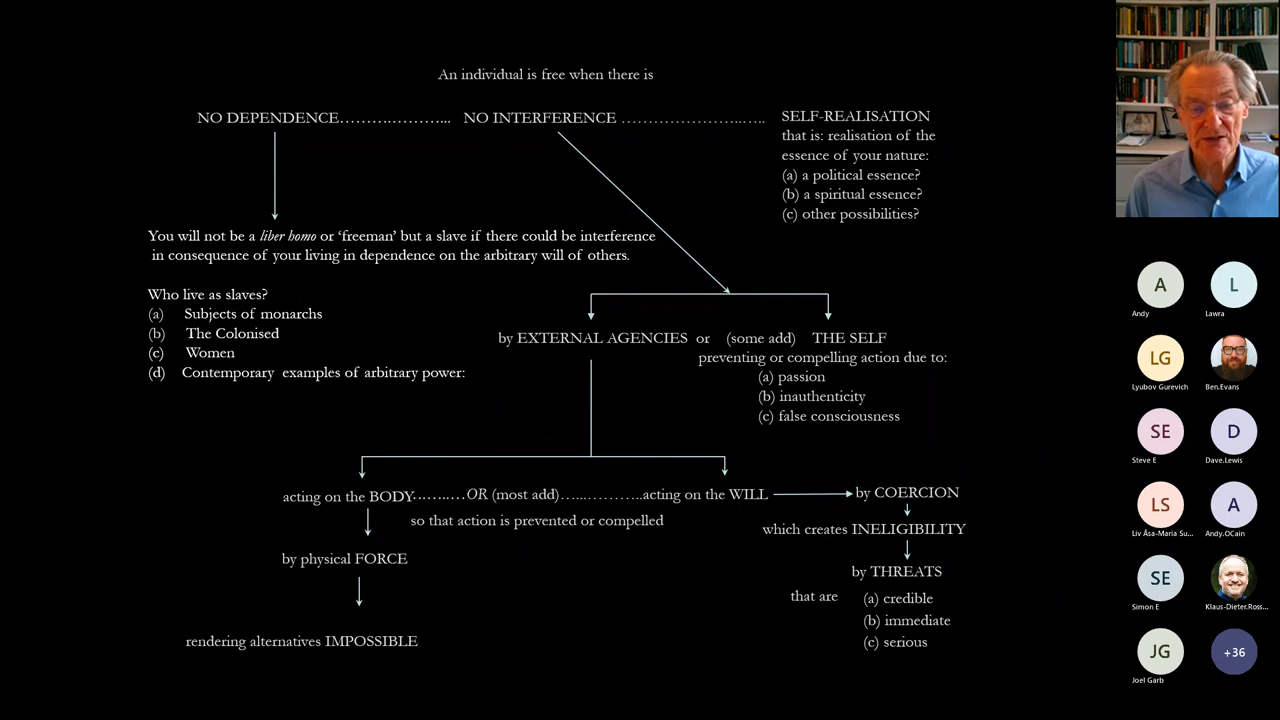 An individual is free when there is
NO DEPENDENCE……….………... NO INTERFERENCE …………………..…..
SELF-REALISATION
that is: realisation of the
essence of your nature:
(a) a political essence?
(b) a spiritual essence?
(c) other possibilities?
You will not be a liber homo or ‘freeman’ but a slave if there could be interference
in consequence of your living in dependence on the arbitrary will of others.
Who live as slaves?
(a) Subjects of monarchs
(b) The Colonised
(c) Women
(d) Contemporary examples of arbitrary power:
by EXTERNAL AGENCIES or (some add) THE SELF
preventing or compelling action due to:
(a) passion
(b) inauthenticity
(c) false consciousness
acting on the BODY…..…..…OR (most add)…...………..acting on the WILL
so that action is prevented or compelled
by physical FORCE
rendering alternatives IMPOSSIBLE
by COERCION
which creates INELIGIBILITY
by THREATS
that are (a) credible
(b) immediate
(c) serious
A L
Andy Lawra
LG
Lyubov Gurevich Ben.Evans
SE D
Steve E Dave.Lewis
LS A
Liv Åsa-Maria Su... Andy.OCain
SE
Simon E Klaus-Dieter.Ross...
JG +36
Joel Garb